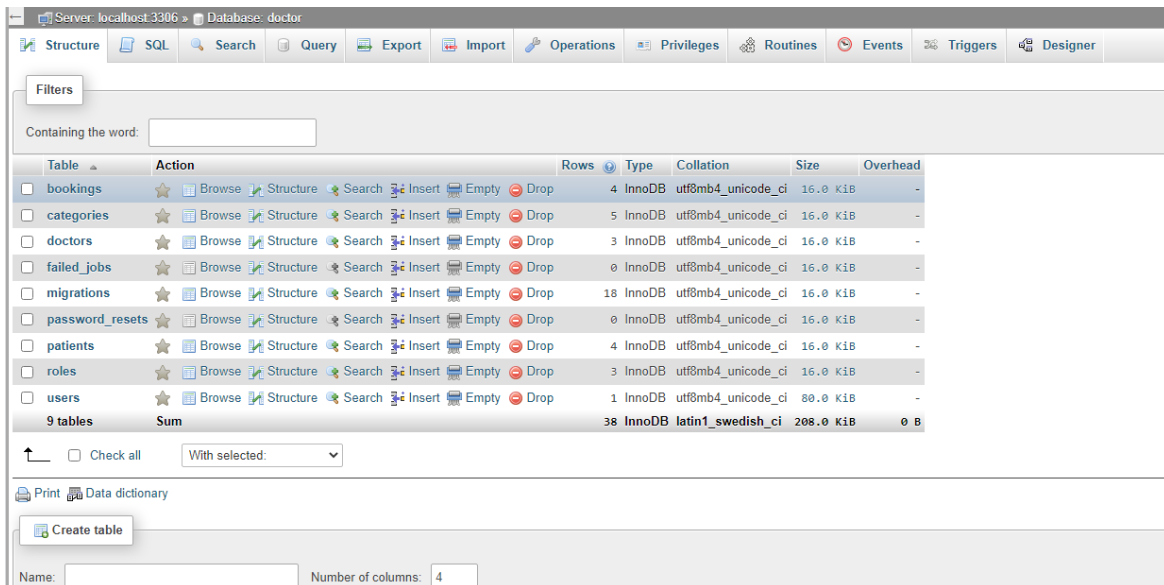 Server: localhost:3306 » Database: doctor
Structure SQL Search Query Export Import Operations Privileges Routines Events Triggers Designer
Filters
Containing the word:
Table Action Rows Type Collation Size Overhead
bookings Browse Structure Search Insert Empty Drop 4 InnoDB utf8mb4_unicode_ci 16.0 KiB -
categories Browse Structure Search Insert Empty Drop 5 InnoDB utf8mb4_unicode_ci 16.0 KiB -
doctors Browse Structure Search Insert Empty Drop 3 InnoDB utf8mb4_unicode_ci 16.0 KiB -
failed_jobs Browse Structure Search Insert Empty Drop 0 InnoDB utf8mb4_unicode_ci 16.0 KiB -
migrations Browse Structure Search Insert Empty Drop 18 InnoDB utf8mb4_unicode_ci 16.0 KiB -
password_resets Browse Structure Search Insert Empty Drop 0 InnoDB utf8mb4_unicode_ci 16.0 KiB -
patients Browse Structure Search Insert Empty Drop 4 InnoDB utf8mb4_unicode_ci 16.0 KiB -
roles Browse Structure Search Insert Empty Drop 3 InnoDB utf8mb4_unicode_ci 16.0 KiB -
users Browse Structure Search Insert Empty Drop 1 InnoDB utf8mb4_unicode_ci 80.0 KiB -
9 tables Sum 38 InnoDB latin1_swedish_ci 208.0 KiB 0 B
Check all With selected:
Print Data dictionary
Create table
Name: Number of columns: 4